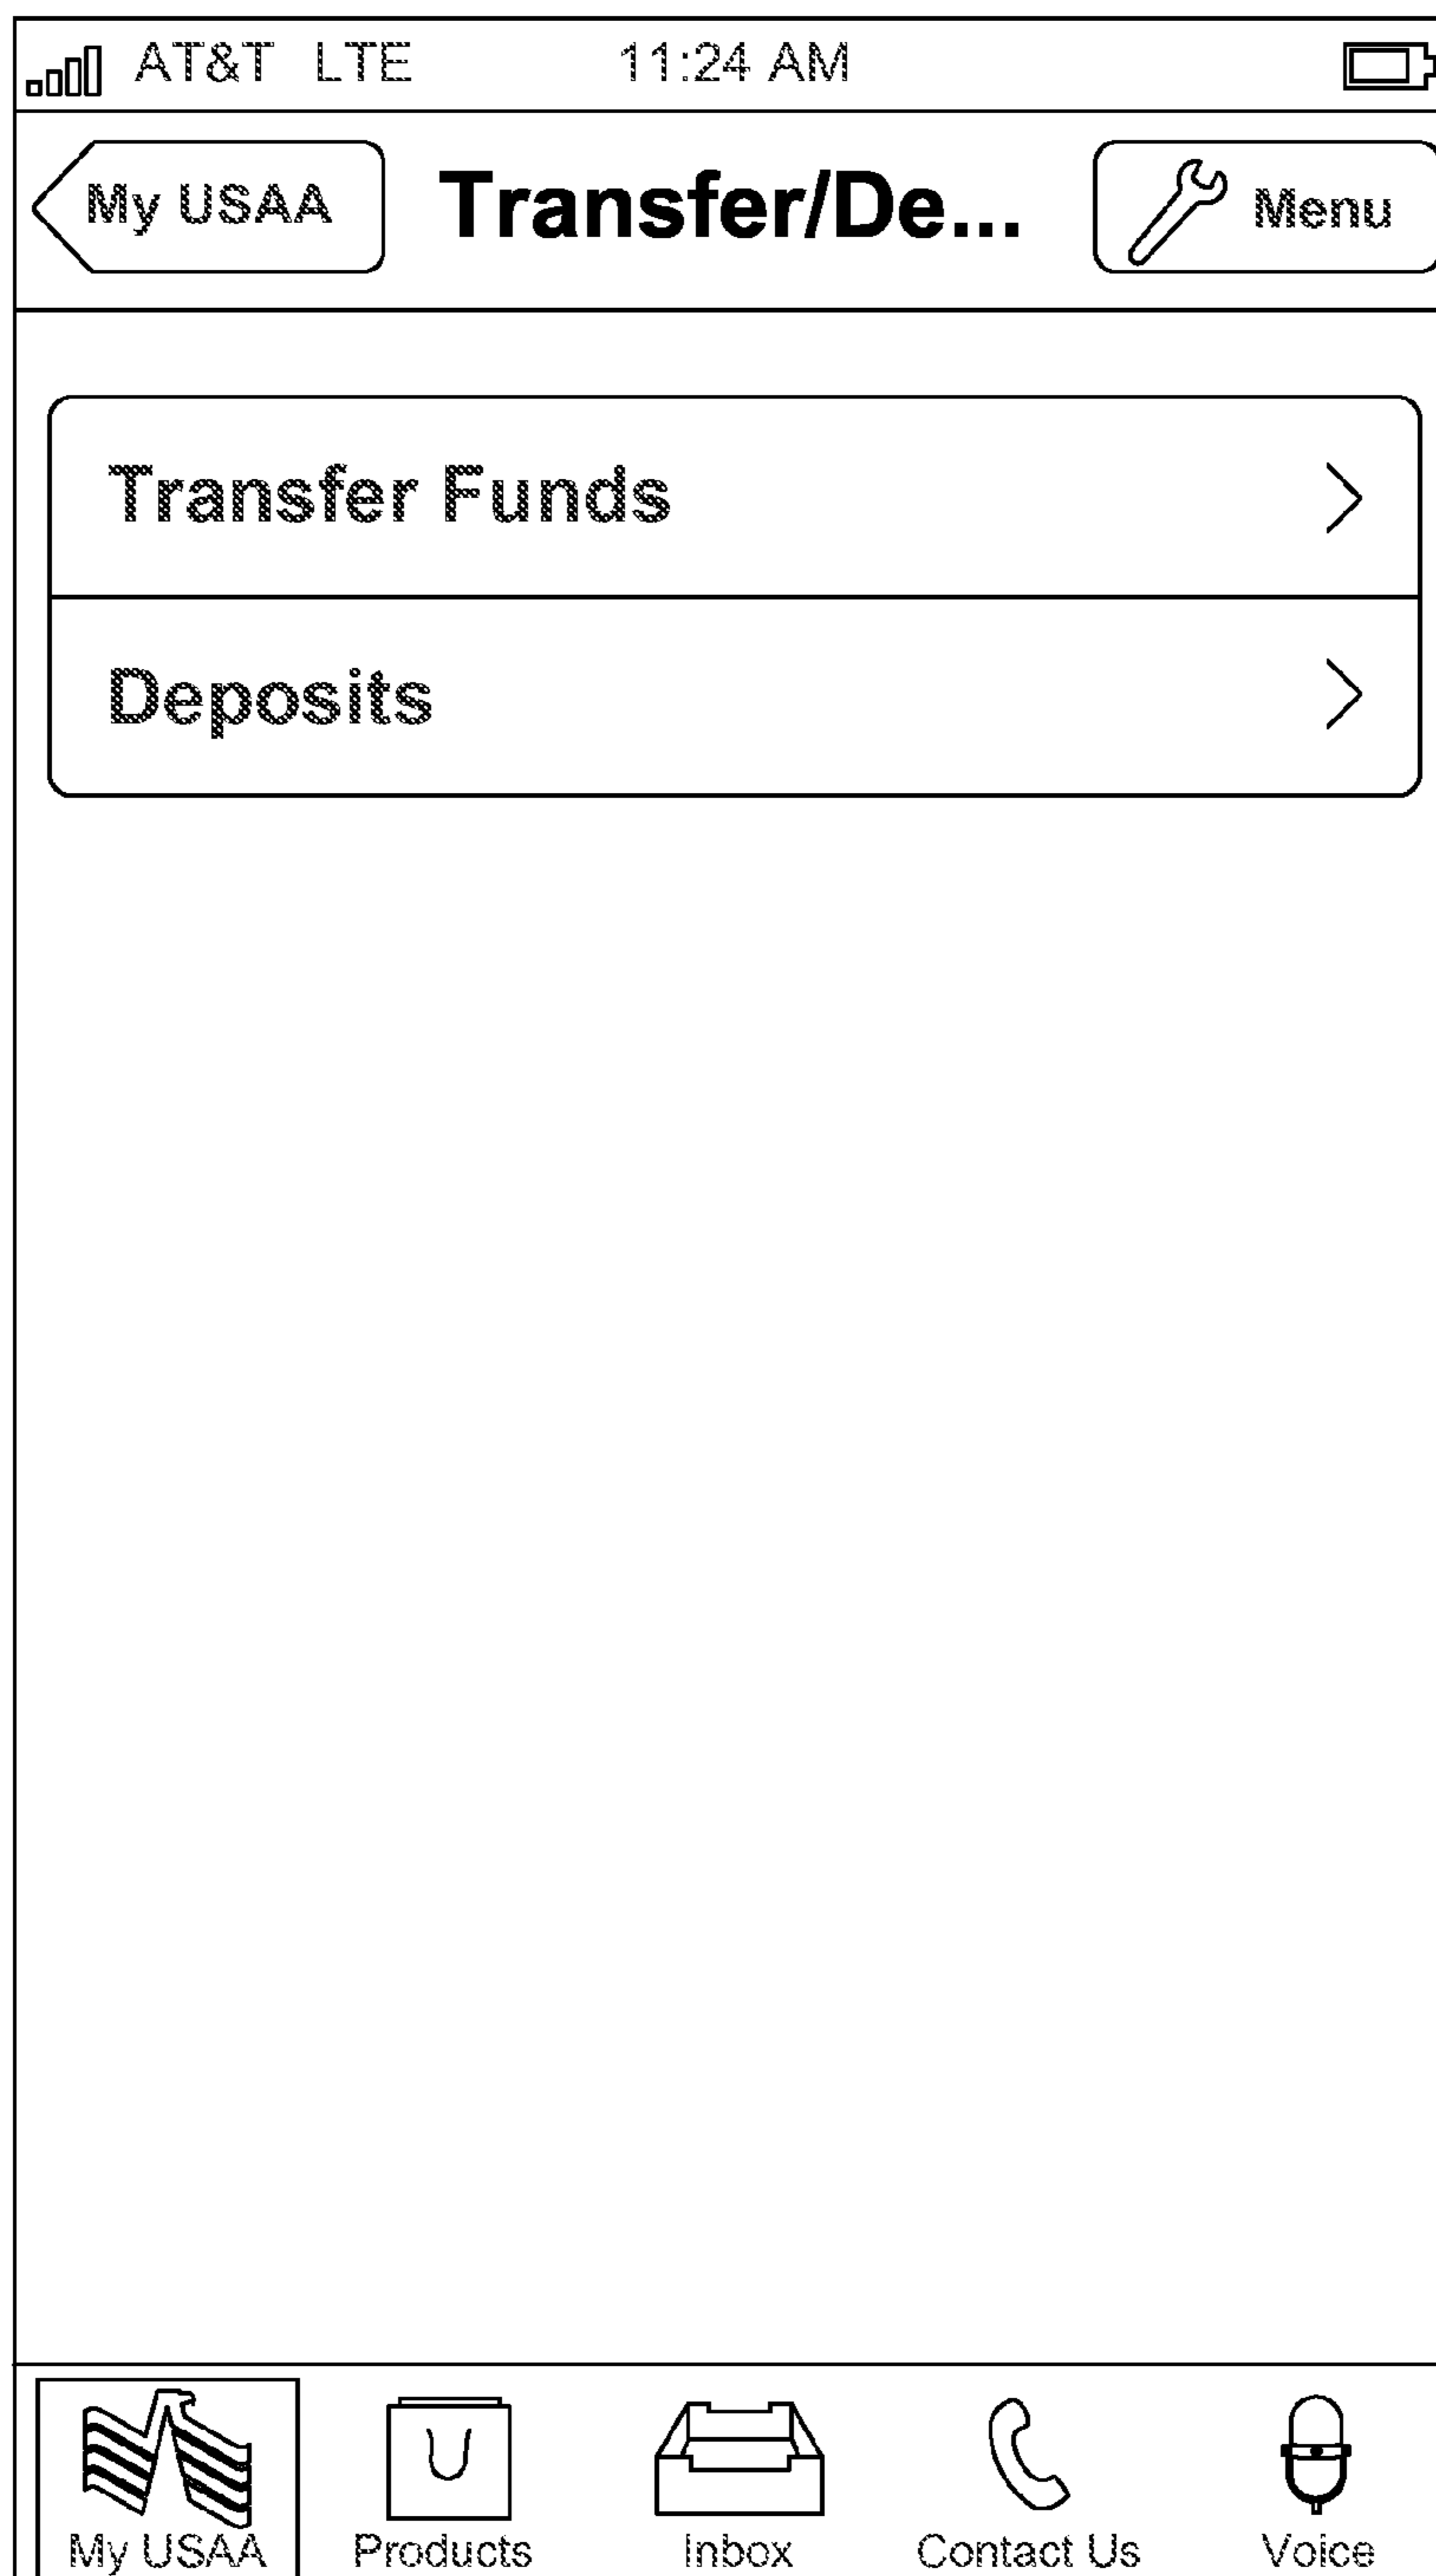 AT&T LTE 11:24 AM
My USAA Transfer/De... Menu
Transfer Funds
Deposits
My USAA Products Inbox Contact Us Voice